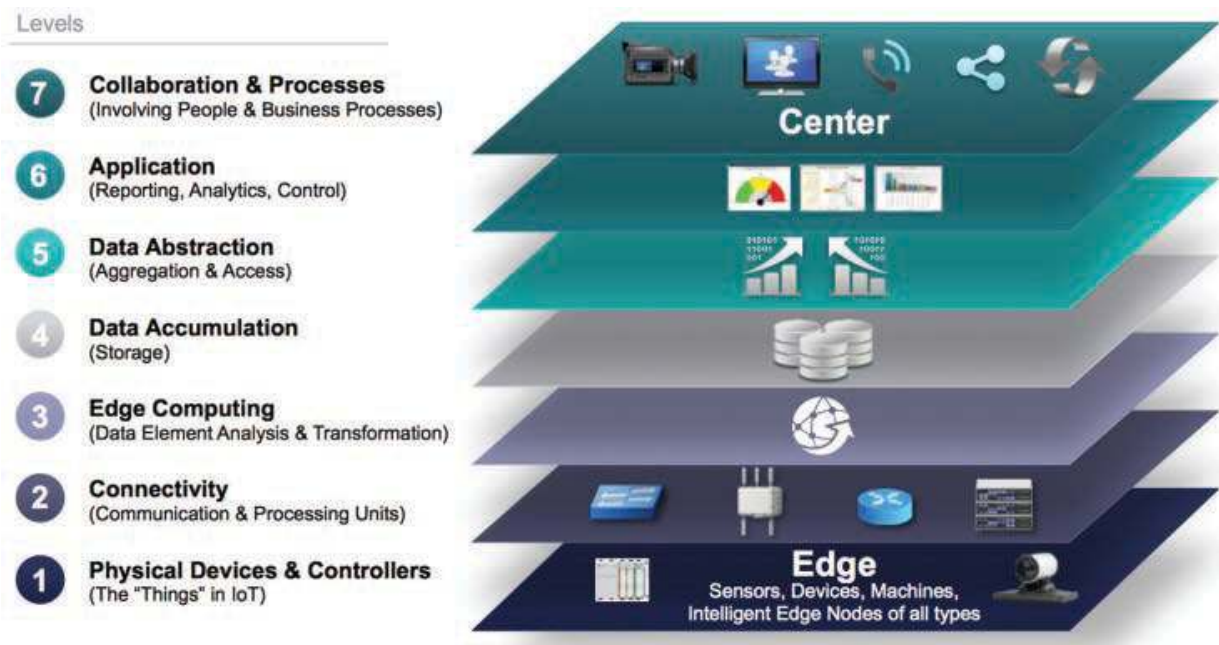 Levels
7
Collaboration & Processes
(Involving People & Business Processes)
6
Application
(Reporting, Analytics, Control)
5
Data Abstraction
(Aggregation & Access)
4
Data Accumulation
(Storage)
3
Edge Computing
(Data Element Analysis & Transformation)
2
Connectivity
(Communication & Processing Units)
1
Physical Devices & Controllers
(The "Things" in IoT)
Center
Edge
Sensors, Devices, Machines,
Intelligent Edge Nodes of all types